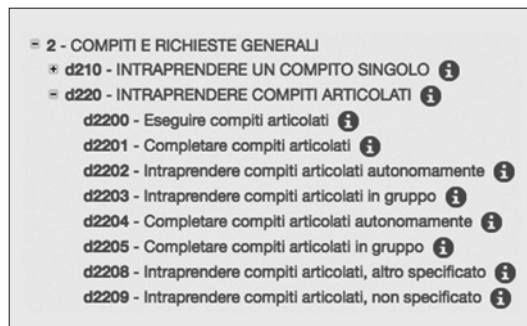 2 - COMPITI E RICHIESTE GENERALI
d210 - INTRAPRENDERE UN COMPITO SINGOLO i
d220 - INTRAPRENDERE COMPITI ARTICOLATI i
d2200 - Eseguire compiti articolati i
d2201 - Completare compiti articolati i
d2202 - Intraprendere compiti articolati autonomamente i
d2203 - Intraprendere compiti articolati in gruppo i
d2204 - Completare compiti articolati autonomamente i
d2205 - Completare compiti articolati in gruppo i
d2208 - Intraprendere compiti articolati, altro specificato i
d2209 - Intraprendere compiti articolati, non specificato i